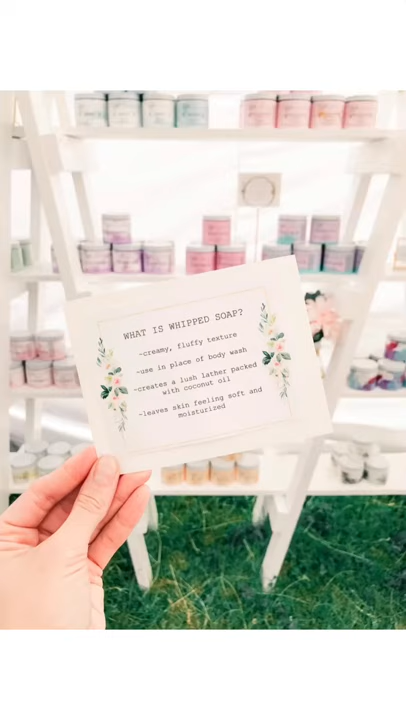 WHAT IS WHIPPED SOAP?
-creamy, fluffy texture
-use in place of body wash
-creates a lush lather packed
with coconut oil
-leaves skin feeling soft and
moisturized